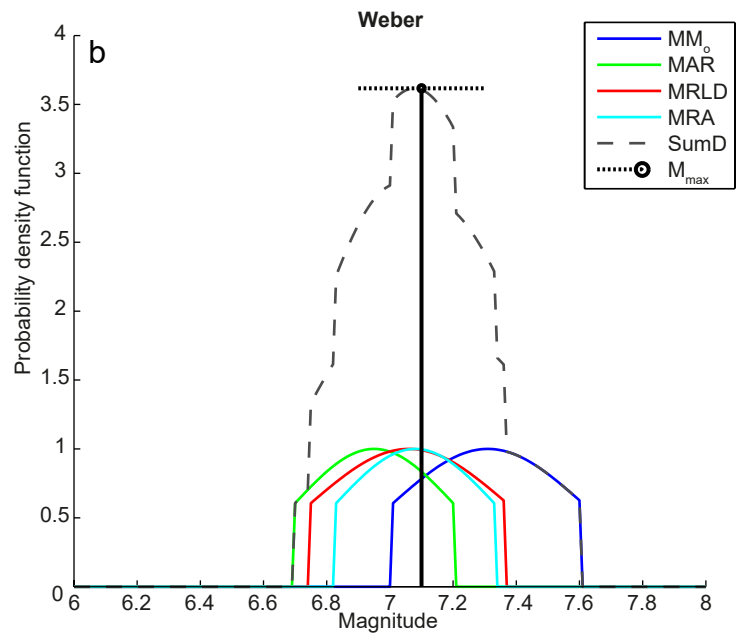 Weber
b
Probability density function
4
3.5
3
2.5
2
1.5
1
0.5
0
6 6.2 6.4 6.6 6.8 7 7.2 7.4 7.6 7.8 8
Magnitude
MMo
MAR
MRLD
MRA
SumD
Mmax